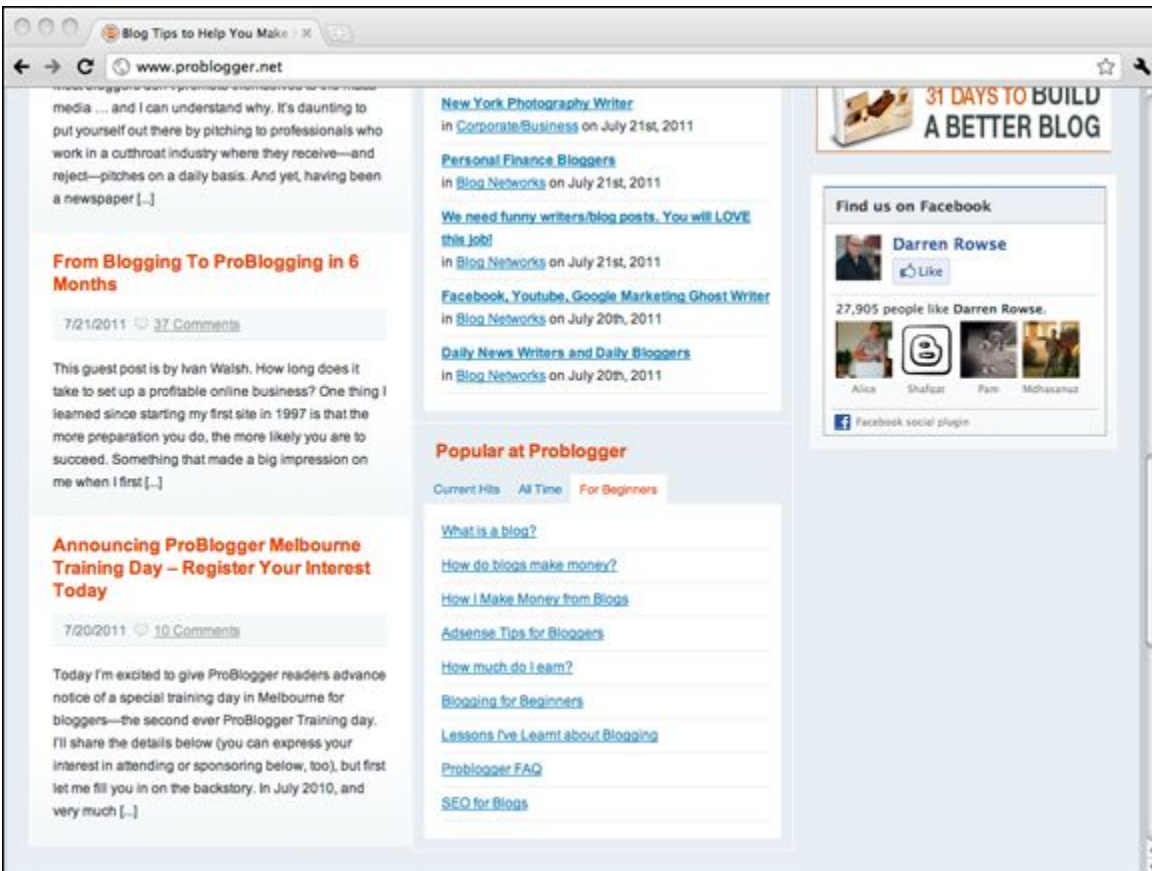 Blog Tips to Help You Make
www.problogger.net
media ... and I can understand why. It's daunting to
put yourself out there by pitching to professionals who
work in a cutthroat industry where they receive—and
reject—pitches on a daily basis. And yet, having been
a newspaper [...]
From Blogging To ProBlogging in 6
Months
7/21/2011 37 Comments
This guest post is by Ivan Walsh. How long does it
take to set up a profitable online business? One thing I
learned since starting my first site in 1997 is that the
more preparation you do, the more likely you are to
succeed. Something that made a big impression on
me when I first [...]
Announcing ProBlogger Melbourne
Training Day – Register Your Interest
Today
7/20/2011 10 Comments
Today I'm excited to give ProBlogger readers advance
notice of a special training day in Melbourne for
bloggers—the second ever ProBlogger Training day.
I'll share the details below (you can express your
interest in attending or sponsoring below, too), but first
let me fill you in on the backstory. In July 2010, and
very much [...]
New York Photography Writer
in Corporate/Business on July 21st, 2011
Personal Finance Bloggers
in Blog Networks on July 21st, 2011
We need funny writers/blog posts. You will LOVE
this job!
in Blog Networks on July 21st, 2011
Facebook, Youtube, Google Marketing Ghost Writer
in Blog Networks on July 20th, 2011
Daily News Writers and Daily Bloggers
in Blog Networks on July 20th, 2011
Popular at Problogger
Current Hits All Time For Beginners
What is a blog?
How do blogs make money?
How I Make Money from Blogs
Adsense Tips for Bloggers
How much do I earn?
Blogging for Beginners
Lessons I've Learnt about Blogging
Problogger FAQ
SEO for Blogs
31 DAYS TO BUILD
A BETTER BLOG
Find us on Facebook
Darren Rowse
Like
27,905 people like Darren Rowse.
Alice Shafqat Pam Mdhasanuz
Facebook social plugin